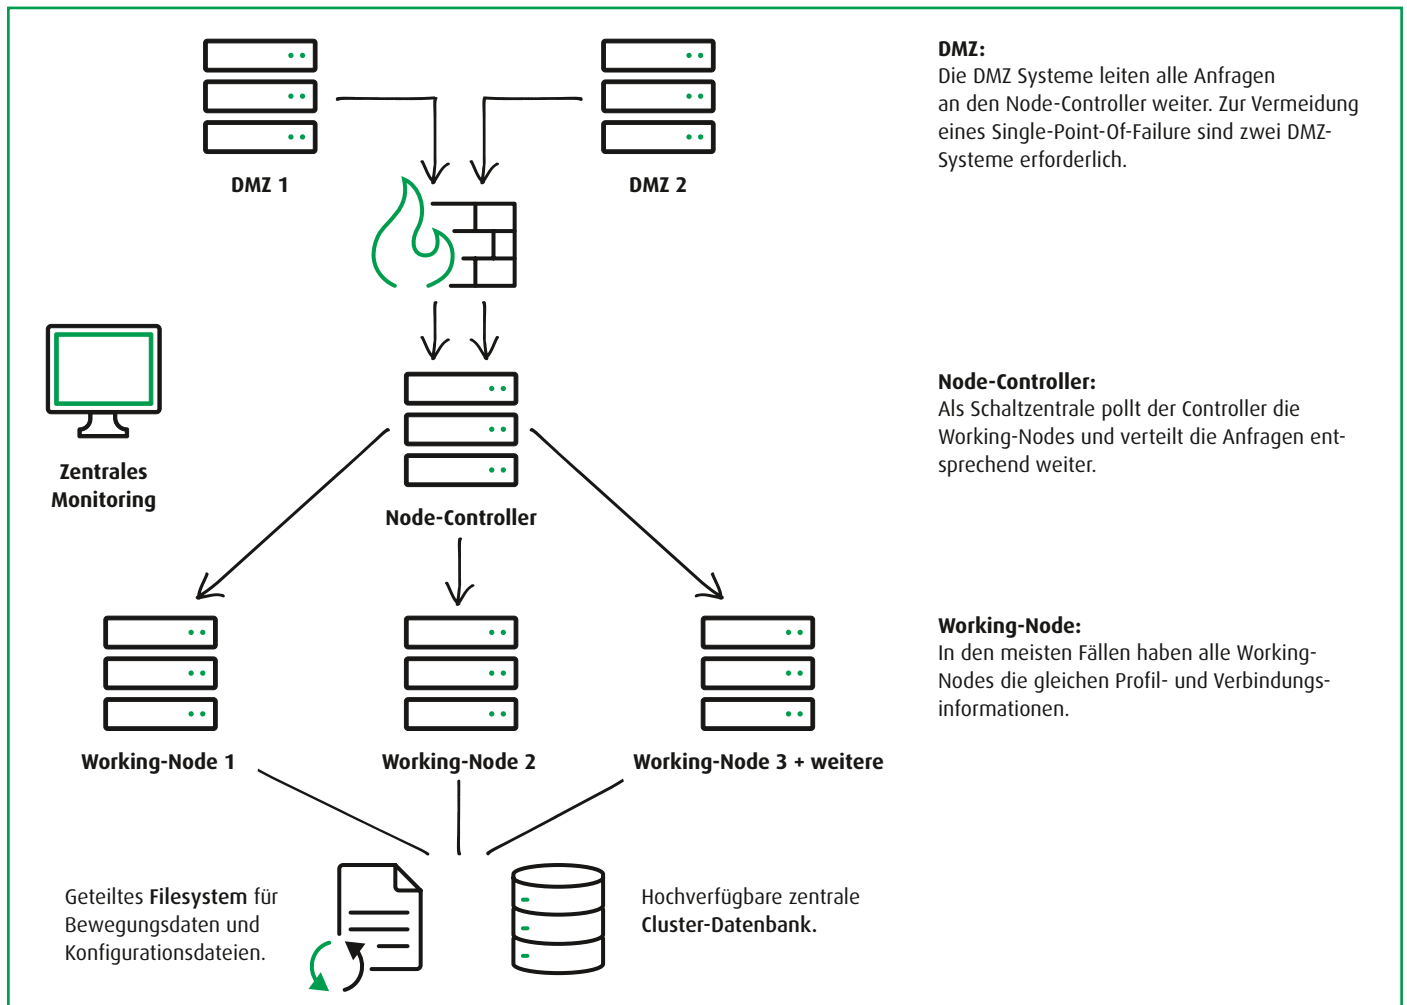 DMZ 1
DMZ 2
DMZ:
Die DMZ Systeme leiten alle Anfragen
an den Node-Controller weiter. Zur Vermeidung
eines Single-Point-Of-Failure sind zwei DMZ-
Systeme erforderlich.
Zentrales
Monitoring
Node-Controller
Node-Controller:
Als Schaltzentrale pollt der Controller die
Working-Nodes und verteilt die Anfragen ent-
sprechend weiter.
Working-Node 1
Working-Node 2
Working-Node 3 + weitere
Working-Node:
In den meisten Fällen haben alle Working-
Nodes die gleichen Profil- und Verbindungs-
informationen.
Geteiltes Filesystem für
Bewegungsdaten und
Konfigurationsdateien.
Hochverfügbare zentrale
Cluster-Datenbank.